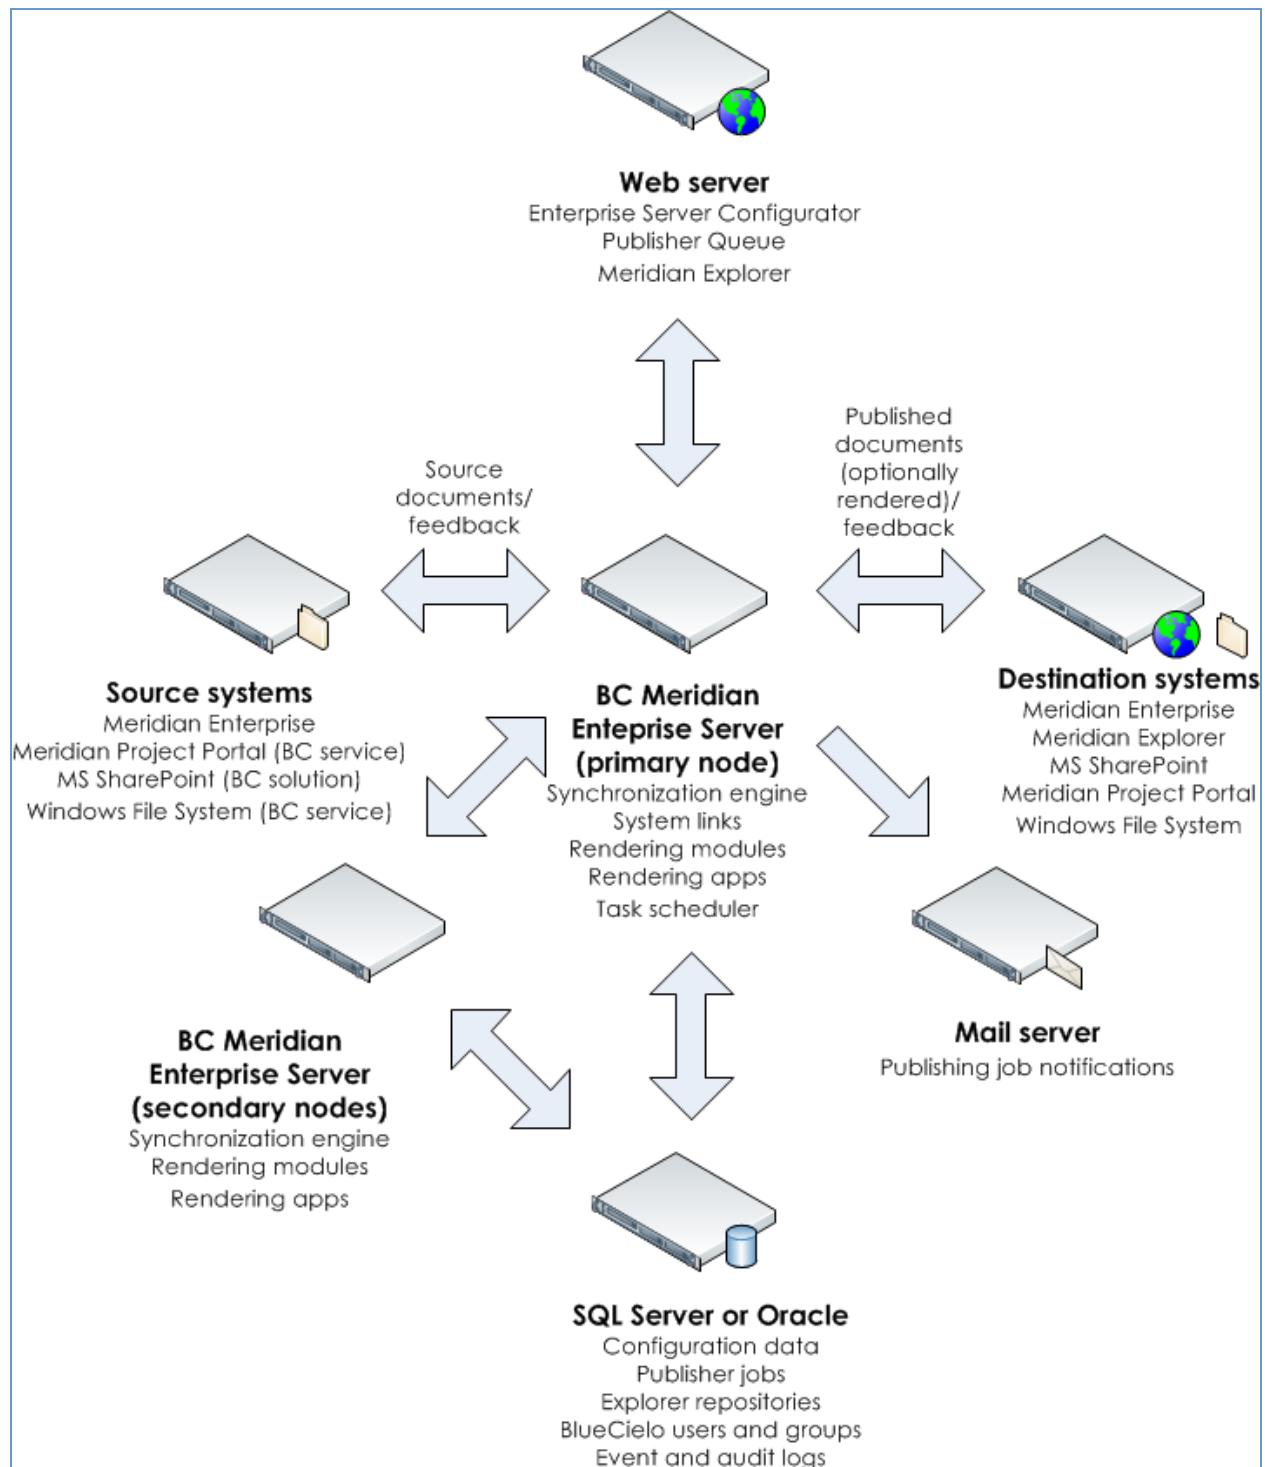 Web server
Enterprise Server Configurator
Publisher Queue
Meridian Explorer
Source
documents/
feedback
Published
documents
(optionally
rendered)/
feedback
Source systems
Meridian Enterprise
Meridian Project Portal (BC service)
MS SharePoint (BC solution)
Windows File System (BC service)
BC Meridian
Enteprise Server
(primary node)
Synchronization engine
System links
Rendering modules
Rendering apps
Task scheduler
Destination systems
Meridian Enterprise
Meridian Explorer
MS SharePoint
Meridian Project Portal
Windows File System
BC Meridian
Enterprise Server
(secondary nodes)
Synchronization engine
Rendering modules
Rendering apps
Mail server
Publishing job notifications
SQL Server or Oracle
Configuration data
Publisher jobs
Explorer repositories
BlueCielo users and groups
Event and audit logs